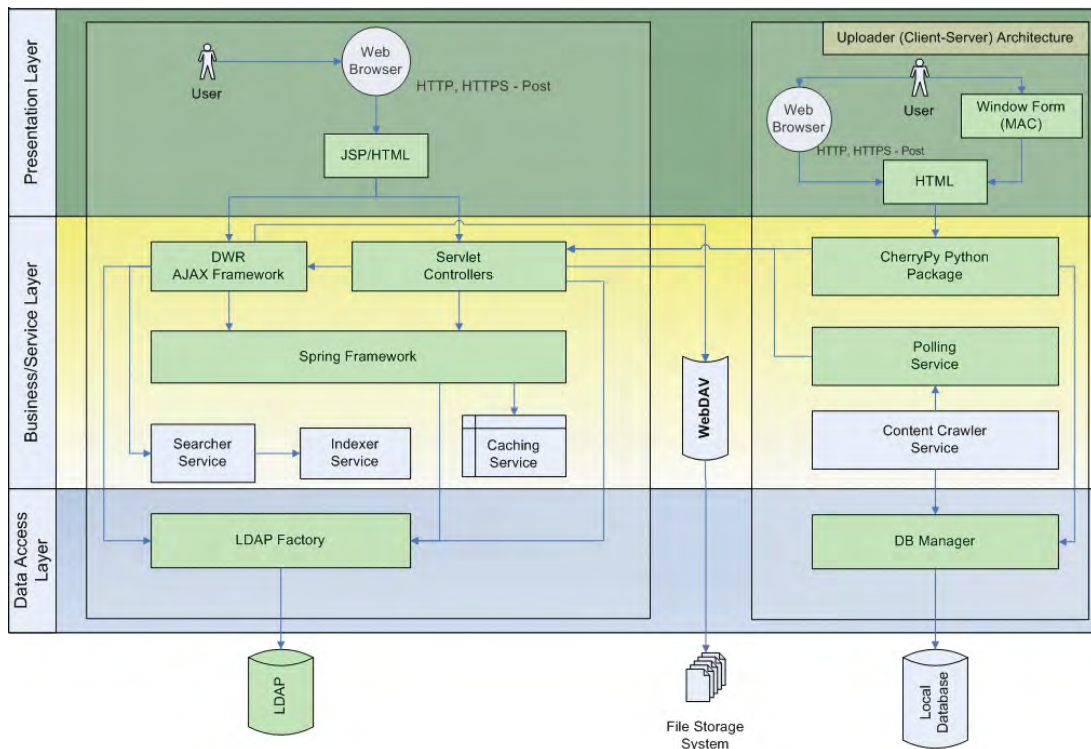 Presentation Layer
User
Web
Browser
HTTP, HTTPS - Post
JSP/HTML
Uploader (Client-Server) Architecture
User
Web
Browser
Window Form
(MAC)
HTTP, HTTPS - Post
HTML
Business/Service Layer
DWR
AJAX Framework
Servlet
Controllers
CherryPy Python
Package
Spring Framework
Polling
Service
WebDAV
Searcher
Service
Indexer
Service
Caching
Service
Content Crawler
Service
Data Access
Layer
LDAP Factory
DB Manager
LDAP
File Storage
System
Local
Database